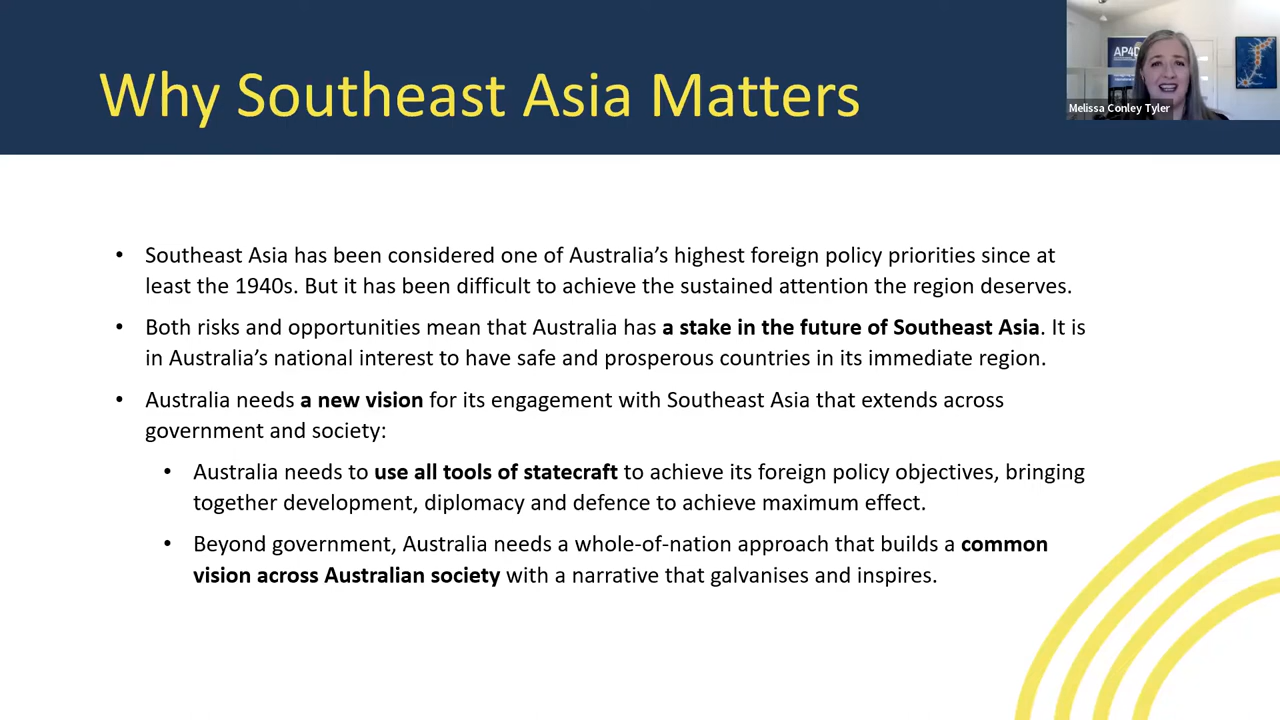 Why Southeast Asia Matters
AP4D
Melissa Conley Tyler
• Southeast Asia has been considered one of Australia’s highest foreign policy priorities since at
least the 1940s. But it has been difficult to achieve the sustained attention the region deserves.
• Both risks and opportunities mean that Australia has a stake in the future of Southeast Asia. It is
in Australia’s national interest to have safe and prosperous countries in its immediate region.
• Australia needs a new vision for its engagement with Southeast Asia that extends across
government and society:
• Australia needs to use all tools of statecraft to achieve its foreign policy objectives, bringing
together development, diplomacy and defence to achieve maximum effect.
• Beyond government, Australia needs a whole-of-nation approach that builds a common
vision across Australian society with a narrative that galvanises and inspires.